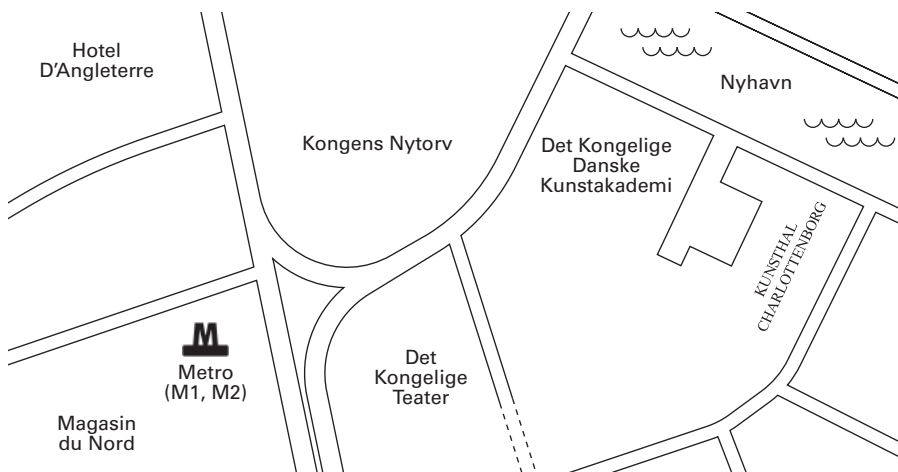 Hotel
D'Angleterre
Nyhavn
Kongens Nytorv
Det Kongelige
Danske
Kunstakademi
KUNSTHAL
CHARLOTTENBORG
M
Metro
(M1, M2)
Det
Kongelige
Teater
Magasin
du Nord